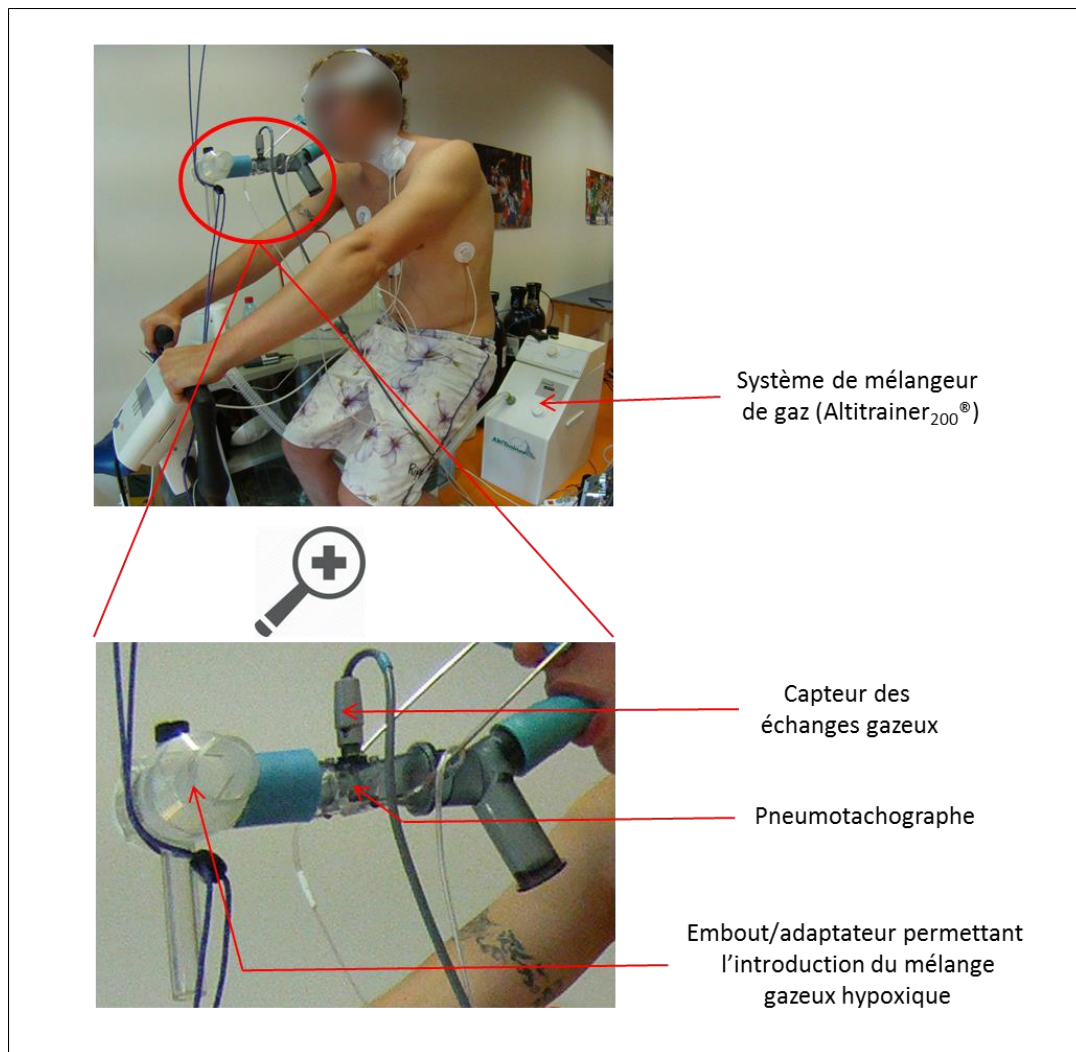 Système de mélangeur
de gaz (Altitrainer200®)
Capteur des
échanges gazeux
Pneumotachographe
Embout/adaptateur permettant
l’introduction du mélange
gazeux hypoxique